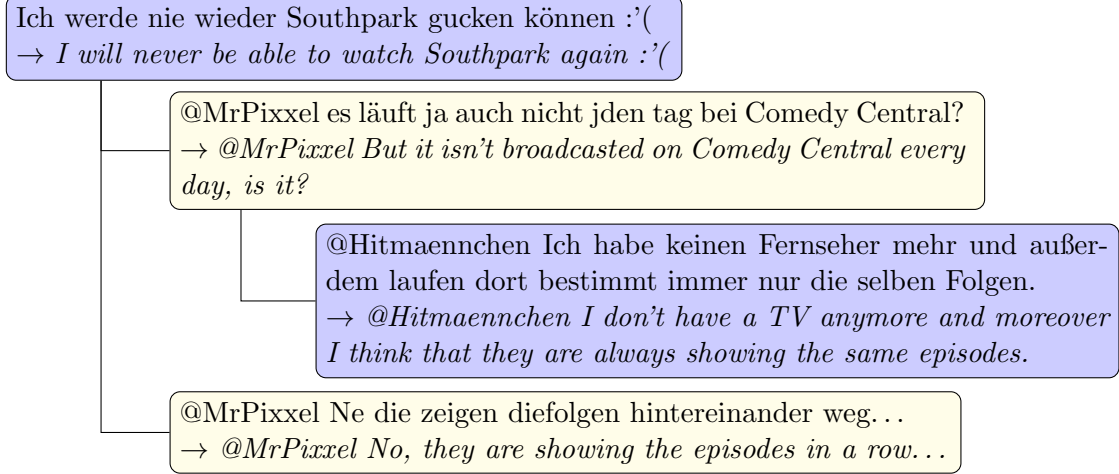 Ich werde nie wieder Southpark gucken können :’(
→ I will never be able to watch Southpark again :’(
@MrPixxel es läuft ja auch nicht jden tag bei Comedy Central?
→ @MrPixxel But it isn’t broadcasted on Comedy Central every
day, is it?
@Hitmaennchen Ich habe keinen Fernseher mehr und außer-
dem laufen dort bestimmt immer nur die selben Folgen.
→ @Hitmaennchen I don’t have a TV anymore and moreover
I think that they are always showing the same episodes.
@MrPixxel Ne die zeigen diefolgen hintereinander weg...
→ @MrPixxel No, they are showing the episodes in a row...